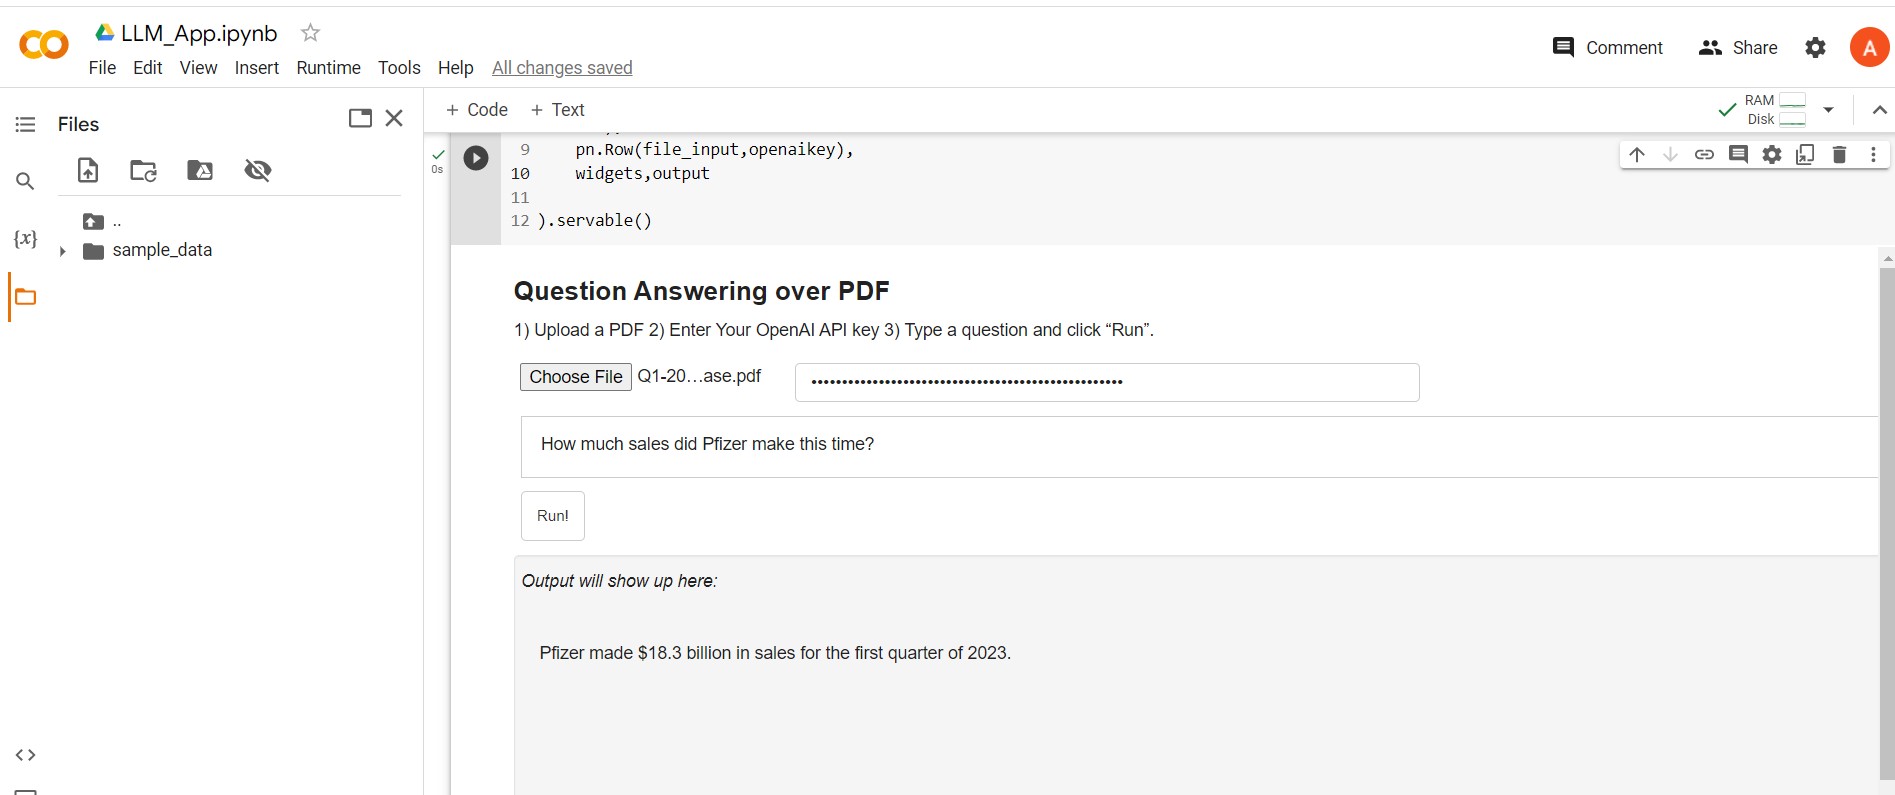 LLM_App.ipynb
File Edit View Insert Runtime Tools Help All changes saved
Comment Share A
Files
+ Code + Text
RAM
Disk
..
sample_data
{x}
0s
9 pn.Row(file_input,openaikey),
10 widgets,output
11
12 ).servable()
Question Answering over PDF
1) Upload a PDF 2) Enter Your OpenAI API key 3) Type a question and click “Run”.
Choose File Q1-20…ase.pdf
How much sales did Pfizer make this time?
Run!
Output will show up here:
Pfizer made $18.3 billion in sales for the first quarter of 2023.